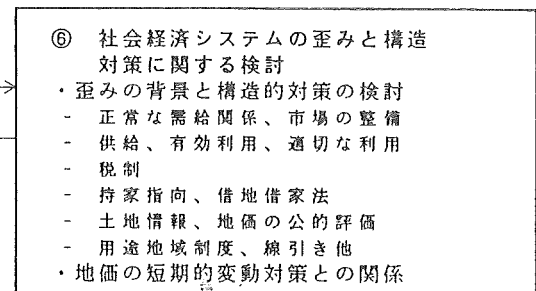 ⑥ 社会経済システムの歪みと構造
対策に関する検討
・歪みの背景と構造的対策の検討
- 正常な需給関係、市場の整備
- 供給、有効利用、適切な利用
- 税制
- 持家指向、借地借家法
- 土地情報、地価の公的評価
- 用途地域制度、線引き他
・地価の短期的変動対策との関係